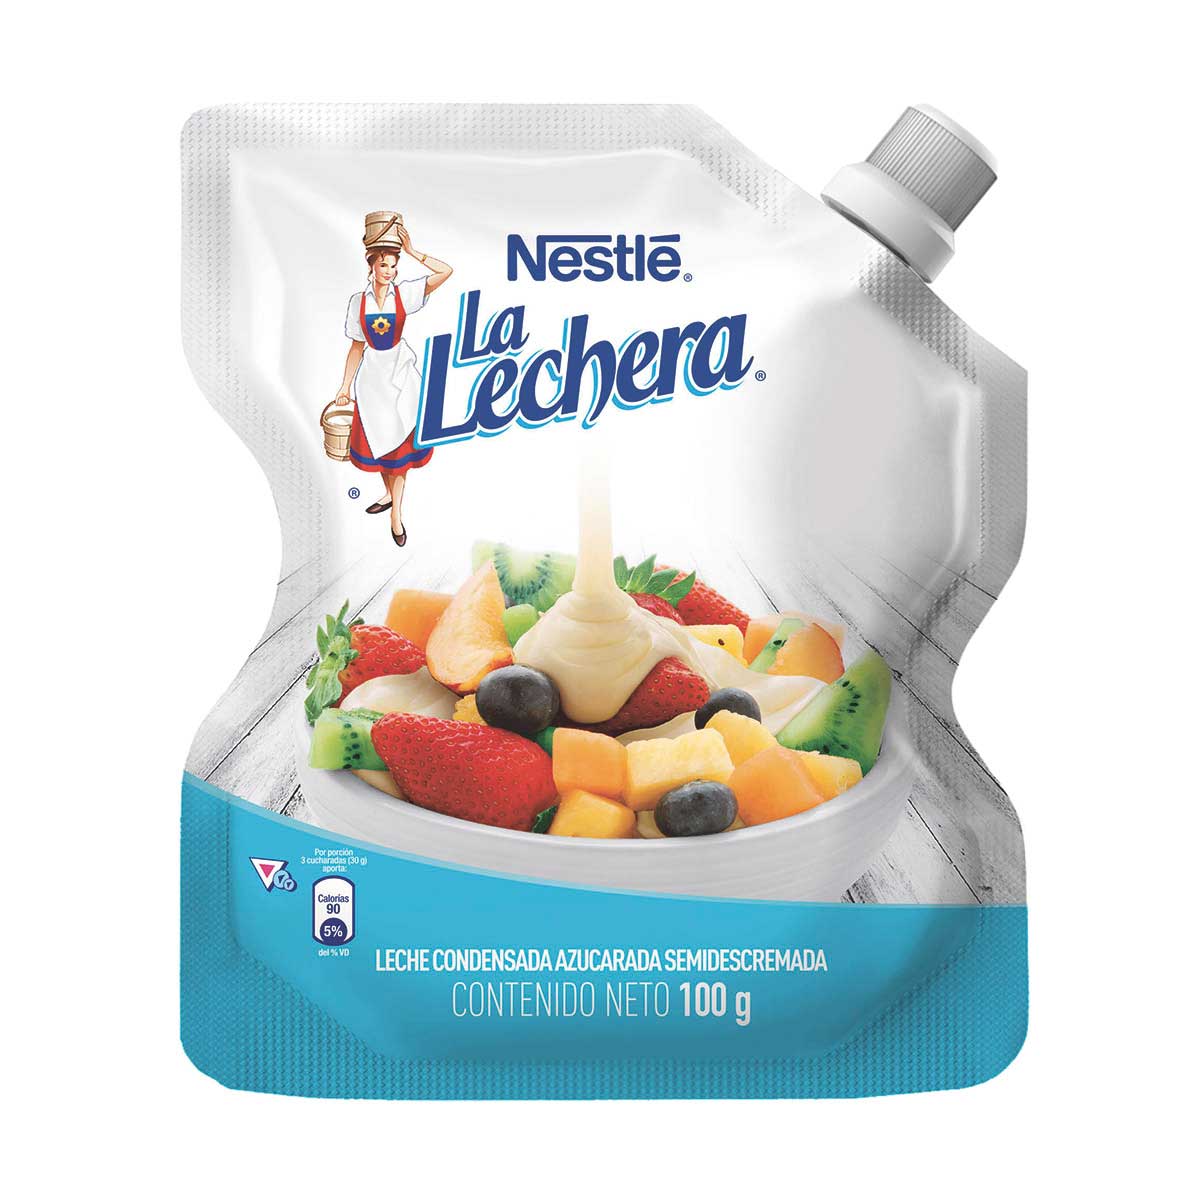 Nestlé®
La
Lechera®
®
Por porción
3 cucharadas (30 g)
aporta:
Calorías
90
5%
del % VD
LECHE CONDENSADA AZUCARADA SEMIDESCREMADA
CONTENIDO NETO 100 g